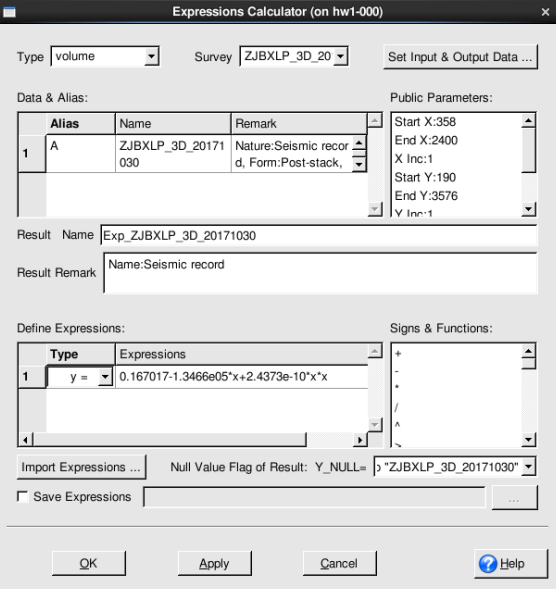 Expressions Calculator (on hw1-000)
Type volume Survey ZJBXLP_3D_20 Set Input & Output Data ...
Data & Alias:
Alias Name Remark
1 A ZJBXLP_3D_20171030 Nature:Seismic record, Form:Post-stack,
Public Parameters:
Start X:358
End X:2400
X Inc:1
Start Y:190
End Y:3576
Y Inc:1
Result Name Exp_ZJBXLP_3D_20171030
Result Remark Name:Seismic record
Define Expressions:
Type Expressions
1 y = 0.167017-1.3466e05*x+2.4373e-10*x*x
Signs & Functions:
+
-
*
/
^
>
Import Expressions ... Null Value Flag of Result: Y_NULL= "ZJBXLP_3D_20171030"
Save Expressions ...
OK Apply Cancel Help